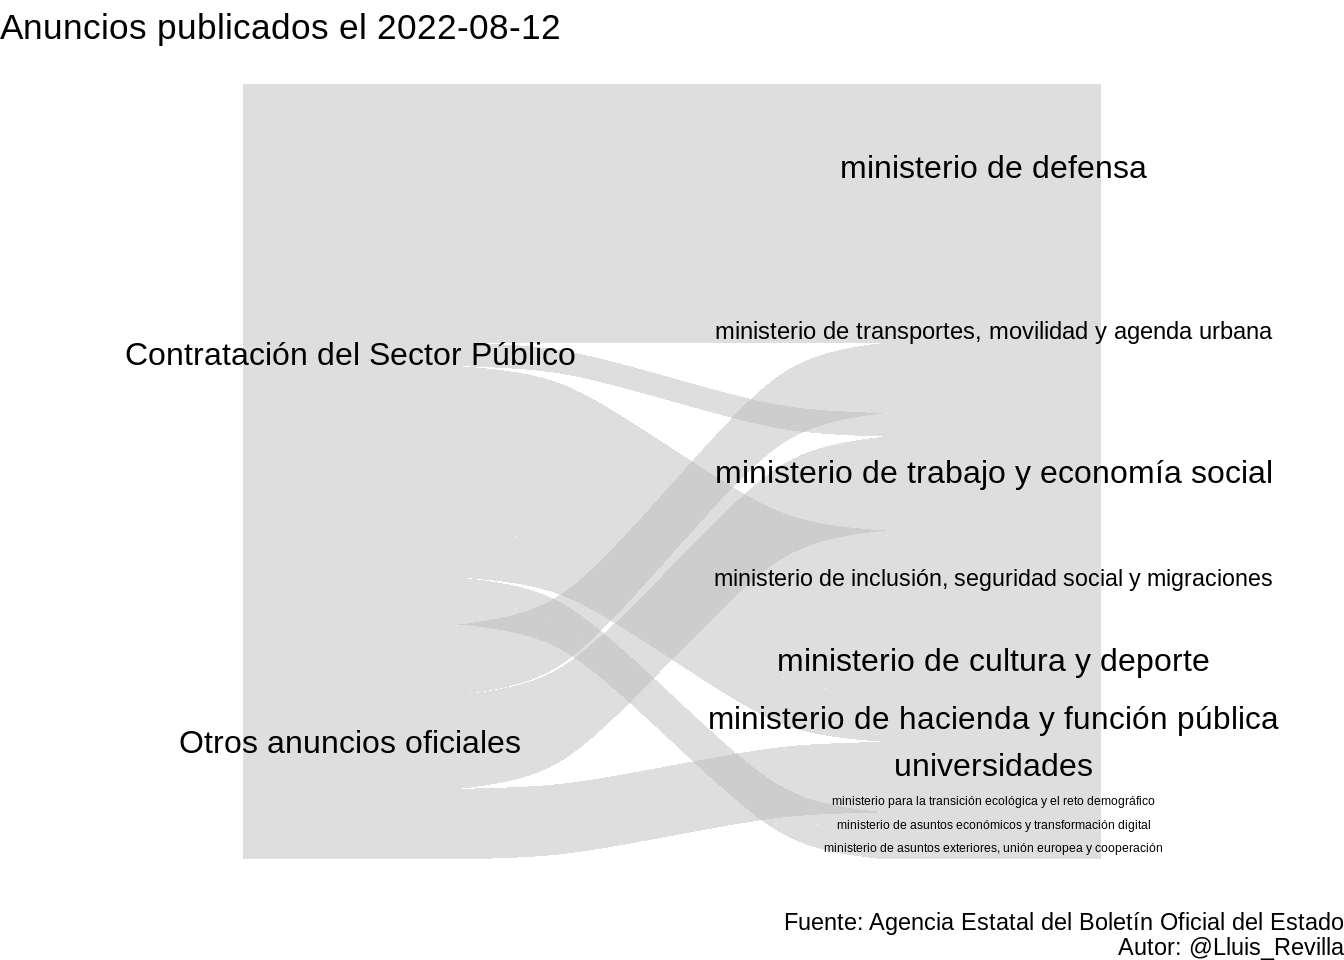 Anuncios publicados el 2022-08-12
ministerio de defensa
ministerio de transportes, movilidad y agenda urbana
Contratación del Sector Público
ministerio de trabajo y economía social
ministerio de inclusión, seguridad social y migraciones
ministerio de cultura y deporte
ministerio de hacienda y función pública
Otros anuncios oficiales
universidades
ministerio para la transición ecológica y el reto demográfico
ministerio de asuntos económicos y transformación digital
ministerio de asuntos exteriores, unión europea y cooperación
Fuente: Agencia Estatal del Boletín Oficial del Estado
Autor: @Lluis_Revilla